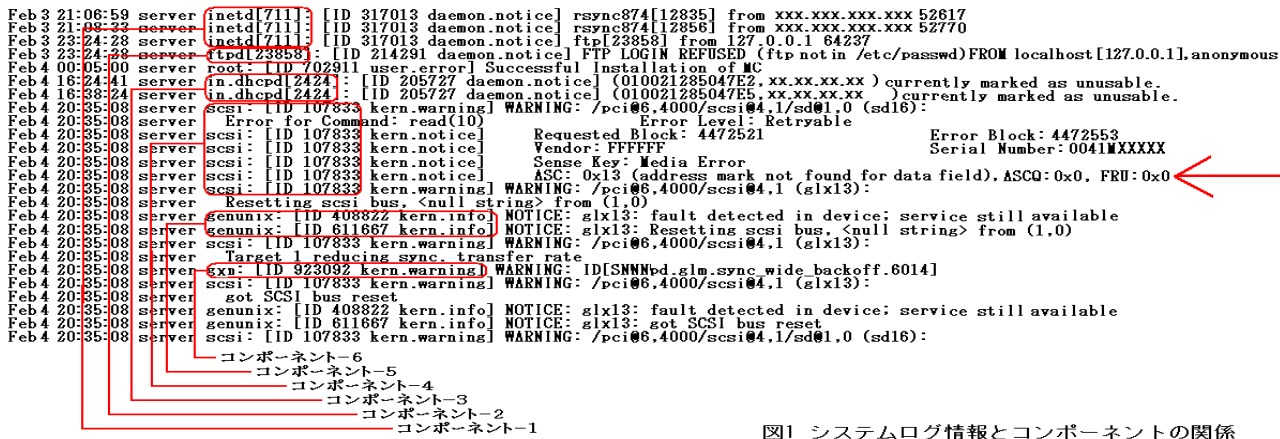 Feb 3 21:06:59 server inetd[711]: [ID 317013 daemon.notice] rsync874[12835] from xxx.xxx.xxx.xxx 52617
Feb 3 21:08:33 server inetd[711]: [ID 317013 daemon.notice] rsync874[12856] from xxx.xxx.xxx.xxx 52770
Feb 3 23:24:28 server inetd[711]: [ID 317013 daemon.notice] ftp[23858] from 127.0.0.1 64237
Feb 3 23:24:28 server ftpd[23858]: [ID 214291 daemon.notice] FTP LOGIN REFUSED (ftp not in /etc/passwd)FROM localhost[127.0.0.1],anonymous
Feb 4 00:05:00 server root: [ID 702911 user.error] Successful Installation of MC
Feb 4 16:24:41 server in.dhcpd[2424]: [ID 205727 daemon.notice] (010021285047E2,xx.xx.xx.xx )currently marked as unusable.
Feb 4 16:38:24 server in.dhcpd[2424]: [ID 205727 daemon.notice] (010021285047E5,xx.xx.xx.xx )currently marked as unusable.
Feb 4 20:35:08 server scsi: [ID 107833 kern.warning] WARNING: /pci@6,4000/scsi@4,1/sd@1,0 (sd16):
Feb 4 20:35:08 server Error for Command: read(10) Error Level: Retryable
Feb 4 20:35:08 server scsi: [ID 107833 kern.notice] Requested Block: 4472521 Error Block: 4472553
Feb 4 20:35:08 server scsi: [ID 107833 kern.notice] Vendor: FFFFFF Serial Number: 0041MXXXXX
Feb 4 20:35:08 server scsi: [ID 107833 kern.notice] Sense Key: Media Error
Feb 4 20:35:08 server scsi: [ID 107833 kern.notice] ASC: 0x13 (address mark not found for data field), ASCQ: 0x0, FRU: 0x0
Feb 4 20:35:08 server scsi: [ID 107833 kern.warning] WARNING: /pci@6,4000/scsi@4,1 (glx13):
Feb 4 20:35:08 server Resetting scsi bus, <null string> from (1,0)
Feb 4 20:35:08 server genunix: [ID 408822 kern.info] NOTICE: glx13: fault detected in device; service still available
Feb 4 20:35:08 server genunix: [ID 611667 kern.info] NOTICE: glx13: Resetting scsi bus, <null string> from (1,0)
Feb 4 20:35:08 server scsi: [ID 107833 kern.warning] WARNING: /pci@6,4000/scsi@4,1 (glx13):
Feb 4 20:35:08 server Target 1 reducing sync. transfer rate
Feb 4 20:35:08 server gxn: [ID 923092 kern.warning] WARNING: ID[SNNNpd.glm.sync_wide_backoff.6014]
Feb 4 20:35:08 server scsi: [ID 107833 kern.warning] WARNING: /pci@6,4000/scsi@4,1 (glx13):
Feb 4 20:35:08 server got SCSI bus reset
Feb 4 20:35:08 server genunix: [ID 408822 kern.info] NOTICE: glx13: fault detected in device; service still available
Feb 4 20:35:08 server genunix: [ID 611667 kern.info] NOTICE: glx13: got SCSI bus reset
Feb 4 20:35:08 server scsi: [ID 107833 kern.warning] WARNING: /pci@6,4000/scsi@4,1/sd@1,0 (sd16):
コンポーネント-6
コンポーネント-5
コンポーネント-4
コンポーネント-3
コンポーネント-2
コンポーネント-1
図1 システムログ情報とコンポーネントの関係